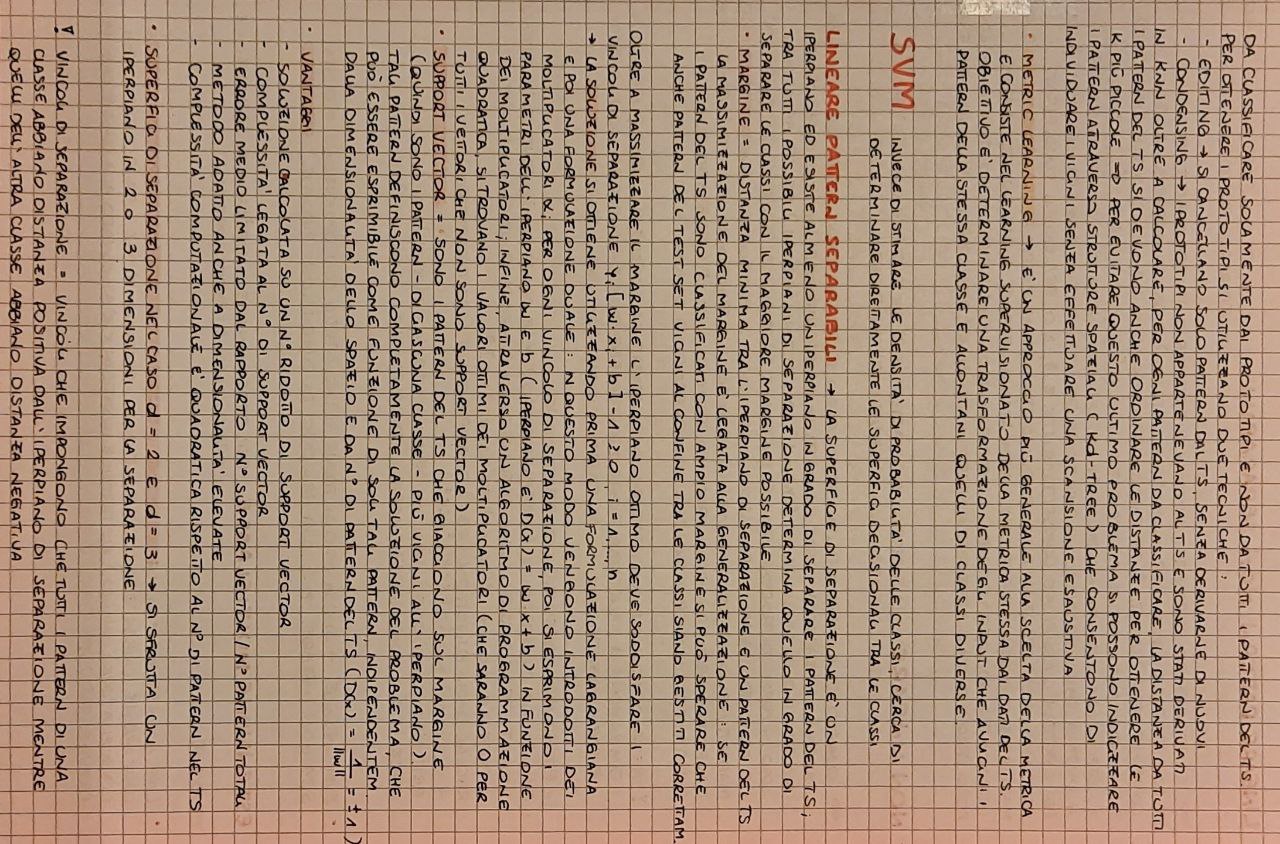 DA CLASSIFICARE SOLAMENTE DAI PROTOTIPI E NON DA TUTTI I PATTERN DEL TS.
PER OTTENERE I PROTOTIPI SI UTILIZZANO DUE TECNICHE :
- EDITING → SI CANCELLANO SOLO PATTERN DAL TS, SENZA DERIVARNE DI NUOVI
- CONDENSING → I PROTOTIPI NON APPARTENEVANO AL TS E SONO STATI DERIVATI
IN KNN OLTRE A CALCOLARE, PER OGNI PATTERN DA CLASSIFICARE, LA DISTANZA DA TUTTI
I PATTERN DEL TS SI DEVONO ANCHE ORDINARE LE DISTANZE PER OTTENERE LE
K PIÙ PICCOLE ⇒ PER EVITARE QUESTO ULTIMO PROBLEMA SI POSSONO INDICIZZARE
I PATTERN ATRAVERSO STRUTTURE SPAZIALI ( Kd-TREE ) CHE CONSENTONO DI
INDIVIDUARE I VICINI SENZA EFFETTUARE UNA SCANSIONE ESAUSTIVA
• METRIC LEARNING → E' UN APPROCCIO PIÙ GENERALE ALLA SCELTA DELLA METRICA
E CONSISTE NEL LEARNING SUPERVISIONATO DELLA METRICA STESSA DAI DATI DEL TS.
OBIETTIVO E' DETERMINARE UNA TRASFORMAZIONE DEGLI INPUT CHE AVVICINI I
PATTERN DELLA STESSA CLASSE E ALLONTANI QUELLI DI CLASSI DIVERSE.
SVM INVECE DI STIMARE LE DENSITA' DI PROBABILITA' DELLE CLASSI, CERCA DI
DETERMINARE DIRETTAMENTE LE SUPERFICI DECISIONALI TRA LE CLASSI
LINEARE PATTERN SEPARABILI → LA SUPERFICIE DI SEPARAZIONE E' UN
IPERPIANO ED ESISTE ALMENO UN IPERPIANO IN GRADO DI SEPARARE I PATTERN DEL TS ;
TRA TUTTI I POSSIBILI IPERPIANI DI SEPARAZIONE DETERMINA QUELLO IN GRADO DI
SEPARARE LE CLASSI CON IL MAGGIORE MARGINE POSSIBILE
• MARGINE = DISTANZA MINIMA TRA L'IPERPIANO DI SEPARAZIONE E UN PATTERN DEL TS
LA MASSIMIZZAZIONE DEL MARGINE E' LEGATA ALLA GENERALIZZAZIONE : SE
I PATTERN DEL TS SONO CLASSIFICATI CON AMPIO MARGINE SI PUÒ SPERARE CHE
ANCHE PATTERN DEL TEST SET VICINI AL CONFINE TRA LE CLASSI SIANO GESTITI CORRETTAM.
OLTRE A MASSIMIZZARE IL MARGINE L'IPERPIANO OTTIMO DEVE SODDISFARE I
VINCOLI DI SEPARAZIONE yi [ w · xi + b ] - 1 ≥ 0 , i = 1,..., n
→ LA SOLUZIONE SI OTTIENE UTILIZZANDO PRIMA UNA FORMULAZIONE LAGRANGIANA
E POI UNA FORMULAZIONE DUALE : IN QUESTO MODO VENGONO INTRODOTTI DEI
MOLTIPLICATORI αi PER OGNI VINCOLO DI SEPARAZIONE, POI SI ESPRIMONO I
PARAMETRI DELL'IPERPIANO w E b ( IPERPIANO E' D(x) = w x + b ) IN FUNZIONE
DEI MOLTIPLICATORI ; INFINE, ATTRAVERSO UN ALGORITMO DI PROGRAMMAZIONE
QUADRATICA, SI TROVANO I VALORI OTTIMI DEI MOLTIPLICATORI ( CHE SARANNO 0 PER
TUTTI I VETTORI CHE NON SONO SUPPORT VECTOR )
• SUPPORT VECTOR = SONO I PATTERN DEL TS CHE GIACCIONO SUL MARGINE
( QUINDI SONO I PATTERN - DI CIASCUNA CLASSE - PIÙ VICINI ALL'IPERPIANO ).
TALI PATTERN DEFINISCONO COMPLETAMENTE LA SOLUZIONE DEL PROBLEMA, CHE
PUÒ ESSERE ESPRIMIBILE COME FUNZIONE DI SOLI TALI PATTERN, INDIPENDENTEM.
DALLA DIMENSIONALITA' DELLO SPAZIO E DA N° DI PATTERN DEL TS ( D(x) = 1/||w|| = ±1 )
• VANTAGGI
- SOLUZIONE CALCOLATA SU UN N° RIDOTTO DI SUPPORT VECTOR
- COMPLESSITA' LEGATA AL N° DI SUPPORT VECTOR
- ERRORE MEDIO LIMITATO DAL RAPPORTO N° SUPPORT VECTOR / N° PATTERN TOTALI
- METODO ADATTO ANCHE A DIMENSIONALITA' ELEVATE
- COMPLESSITA' COMPUTAZIONALE E' QUADRATICA RISPETTO AL N° DI PATTERN NEL TS
• SUPERFICI DI SEPARAZIONE NEL CASO d = 2 E d = 3 → SI SFRUTTA UN
IPERPIANO IN 2 O 3 DIMENSIONI PER LA SEPARAZIONE
! VINCOLI DI SEPARAZIONE = VINCOLI CHE IMPONGONO CHE TUTTI I PATTERN DI UNA
CLASSE ABBIANO DISTANZA POSITIVA DALL'IPERPIANO DI SEPARAZIONE MENTRE
QUELLI DELL'ALTRA CLASSE ABBIANO DISTANZA NEGATIVA